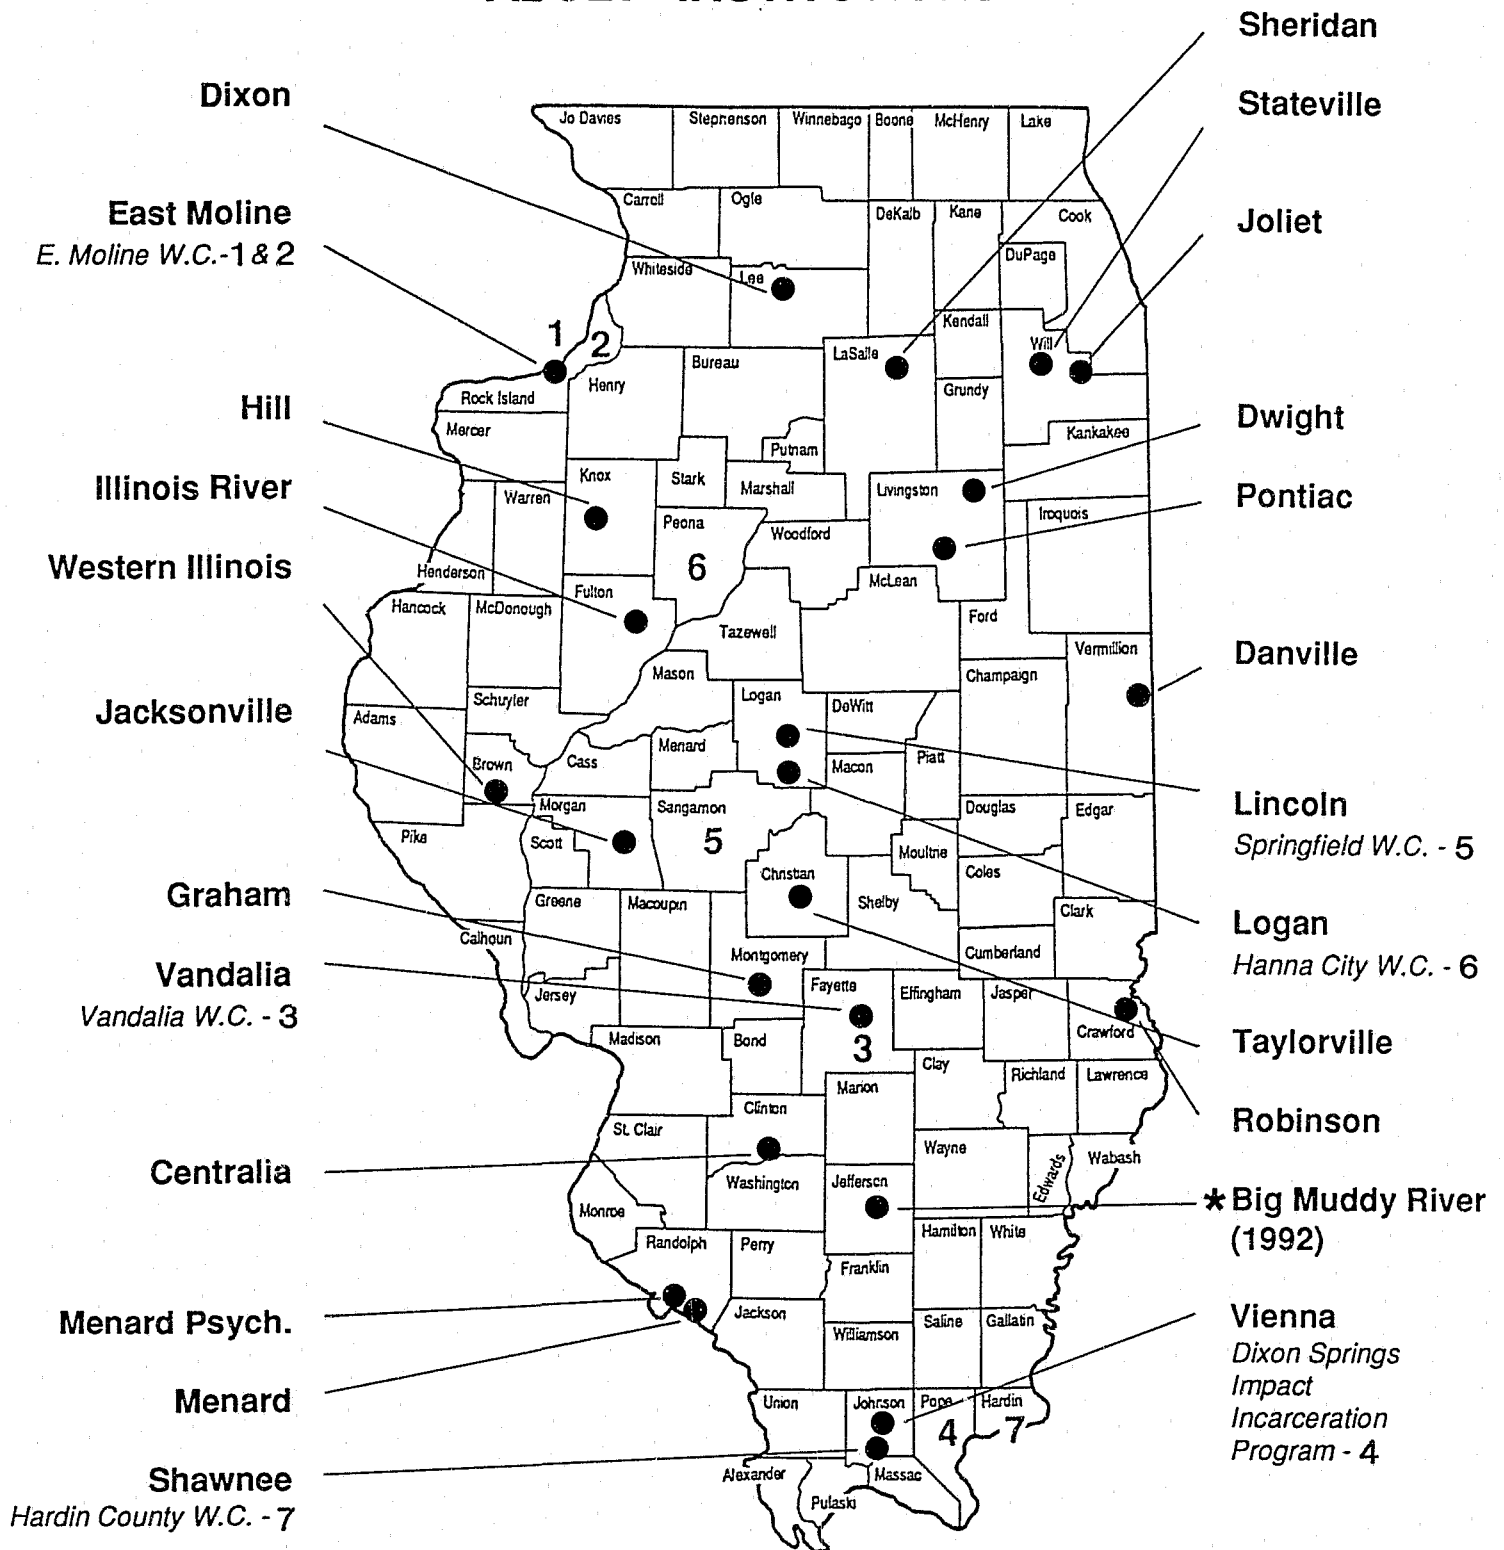 Sheridan
Dixon
Stateville
East Moline
E. Moline W.C.-1 & 2
Joliet
Hill
Dwight
Illinois River
Pontiac
Western Illinois
Danville
Jacksonville
Lincoln
Springfield W.C. - 5
Graham
Logan
Hanna City W.C. - 6
Vandalia
Vandalia W.C. - 3
Taylorville
Robinson
Centralia
*Big Muddy River
(1992)
Menard Psych.
Vienna
Dixon Springs
Impact
Incarceration
Program - 4
Menard
Shawnee
Hardin County W.C. - 7
Jo Davies
Stephenson
Winnebago
Boone
McHenry
Lake
Carroll
Ogle
DeKalb
Kane
Cook
DuPage
Whiteside
Lee
Kendall
1
2
Will
LaSalle
Bureau
Henry
Grundy
Rock Island
Mercer
Kankakee
Putnam
Knox
Stark
Marshall
Livingston
Warren
Iroquois
Peoria
Woodford
6
Henderson
McLean
Fulton
Hancock
McDonough
Ford
Tazewell
Vermillion
Mason
Champaign
Logan
Schuyler
DeWitt
Adams
Menard
Piatt
Brown
Cass
Macon
Morgan
Sangamon
Douglas
Edgar
Pike
Scott
5
Moultrie
Christian
Coles
Greene
Macoupin
Shelby
Clark
Calhoun
Montgomery
Cumberland
Fayette
Effingham
Jasper
Jersey
Crawford
Madison
Bond
3
Clay
Richland
Lawrence
Marion
Clinton
St. Clair
Wayne
Edwards
Wabash
Washington
Jefferson
Monroe
Randolph
Perry
Hamilton
White
Franklin
Jackson
Williamson
Saline
Gallatin
Union
Johnson
Pope
Hardin
4
7
Alexander
Massac
Pulaski